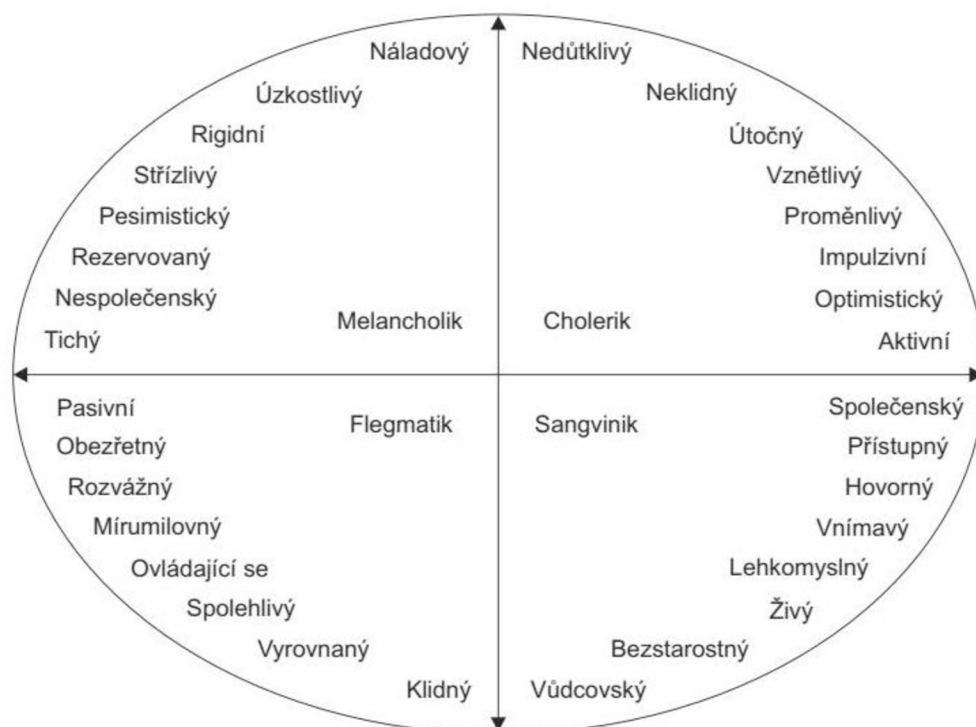 Náladový Nedůtklivý
Úzkostlivý Neklidný
Rigidní Útočný
Střízlivý Vznětlivý
Pesimistický Proměnlivý
Rezervovaný Impulzivní
Nespolečenský Optimistický
Melancholik Cholerik
Tichý Aktivní
Pasivní Společenský
Flegmatik Sangvinik
Obezřetný Přístupný
Rozvážný Hovorný
Mírumilovný Vnímavý
Ovládající se Lehkomyslný
Spolehlivý Živý
Vyrovnaný Bezstarostný
Klidný Vůdcovský